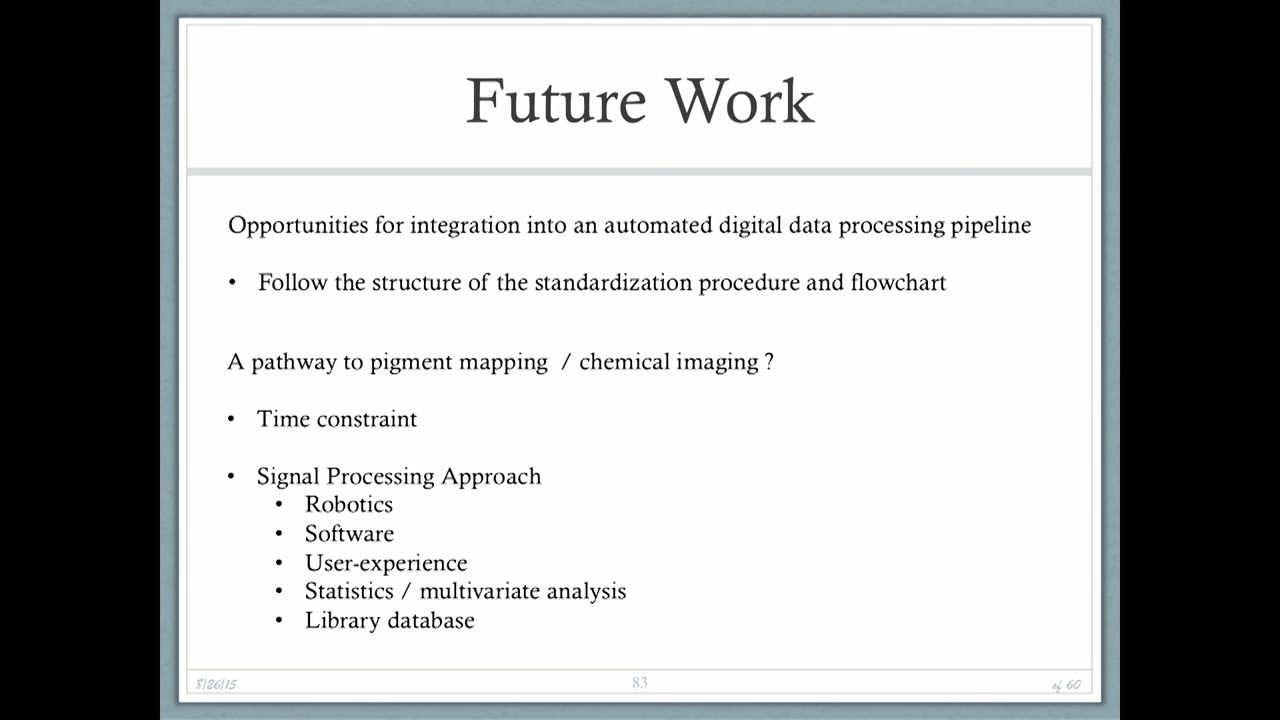 Future Work
Opportunities for integration into an automated digital data processing pipeline
• Follow the structure of the standardization procedure and flowchart
A pathway to pigment mapping / chemical imaging ?
• Time constraint
• Signal Processing Approach
• Robotics
• Software
• User-experience
• Statistics / multivariate analysis
• Library database
8/26/15
83
of 60